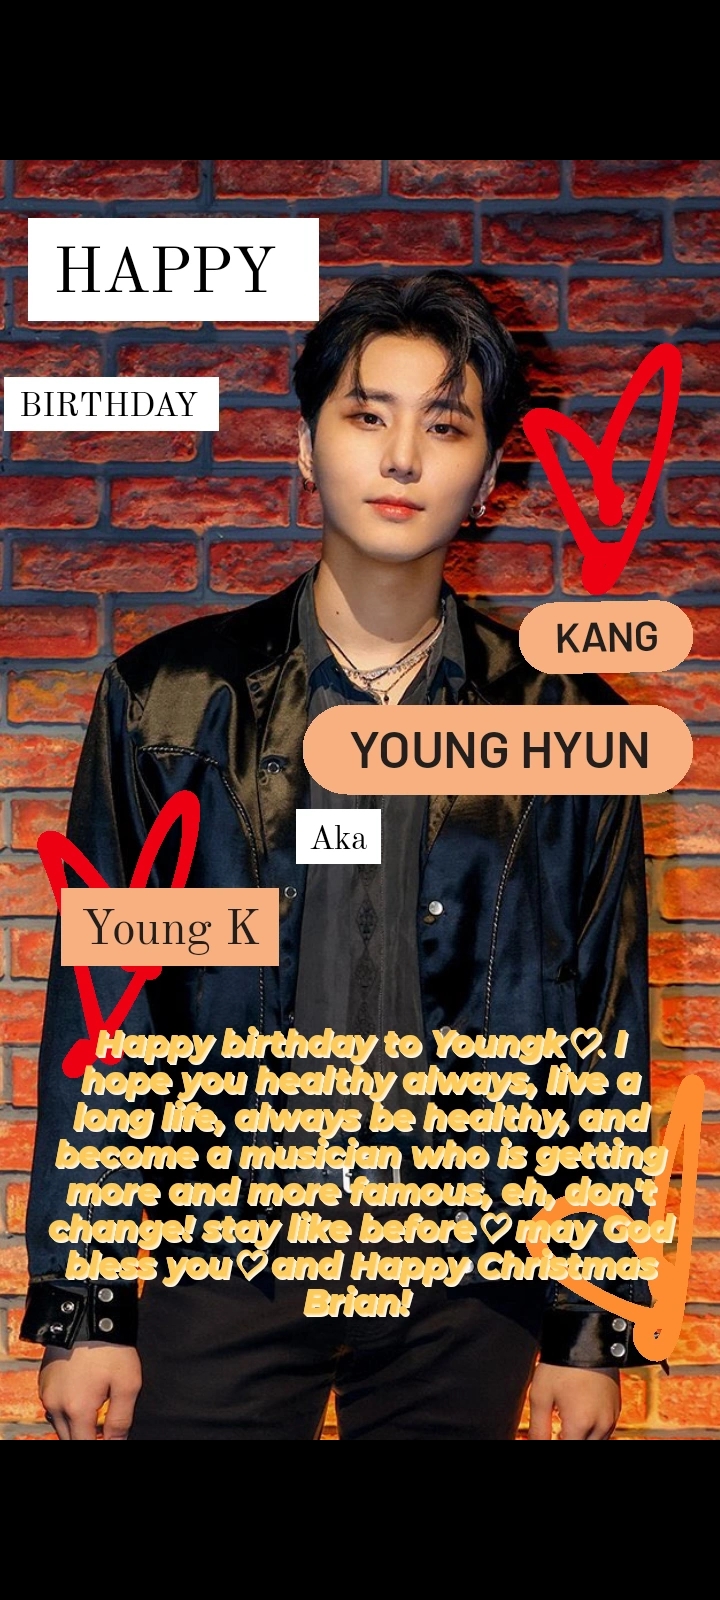 HAPPY
BIRTHDAY
KANG
YOUNG HYUN
Aka
Young K
Happy birthday to Youngk♡. I
hope you healthy always, live a
long life, always be healthy, and
become a musician who is getting
more and more famous, eh, don't
change! stay like before♡ may God
bless you♡ and Happy Christmas
Brian!